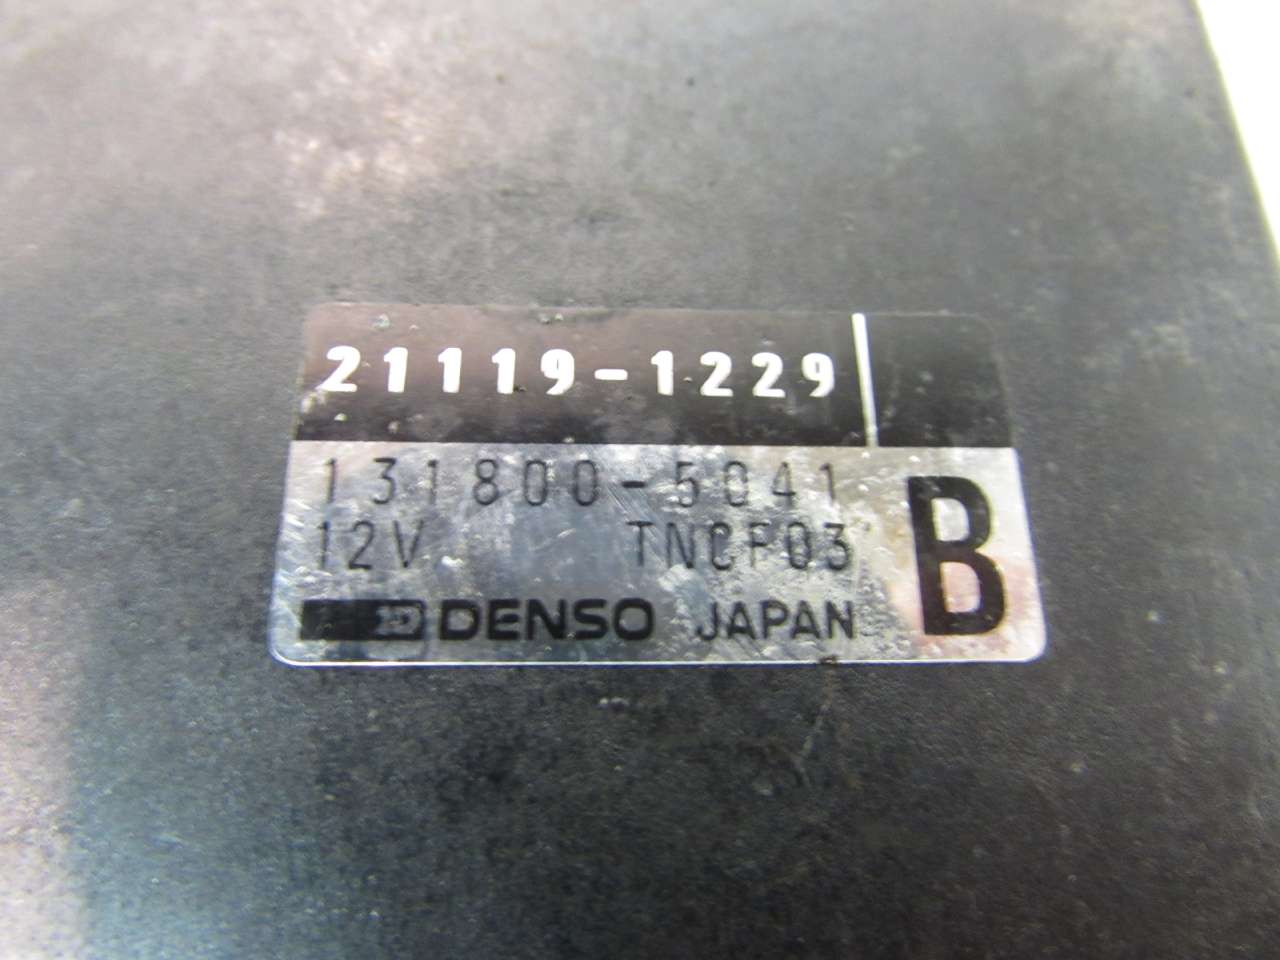 21119-1229
131800-5041
12V TNCF03
DENSO JAPAN
B